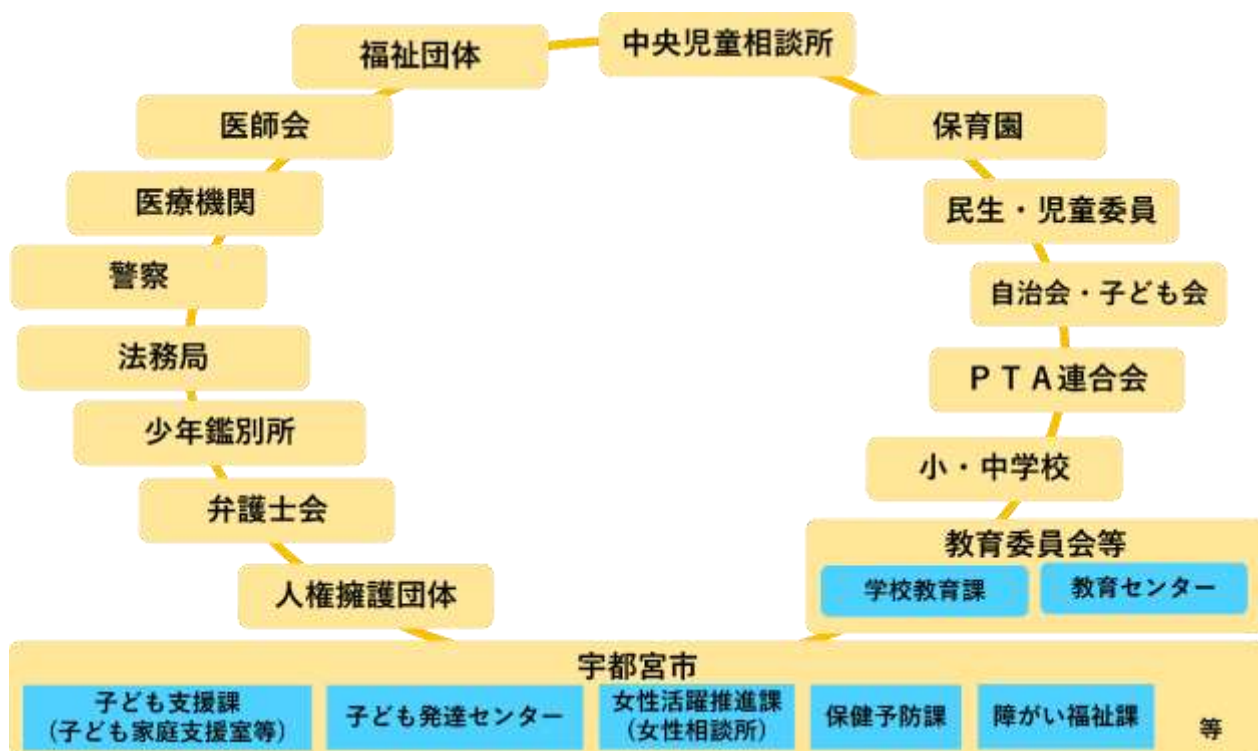 中央児童相談所
福祉団体
医師会
保育園
医療機関
民生・児童委員
警察
自治会・子ども会
法務局
ＰＴＡ連合会
少年鑑別所
小・中学校
弁護士会
教育委員会等
学校教育課
教育センター
人権擁護団体
宇都宮市
子ども支援課
(子ども家庭支援室等)
子ども発達センター
女性活躍推進課
(女性相談所)
保健予防課
障がい福祉課
等